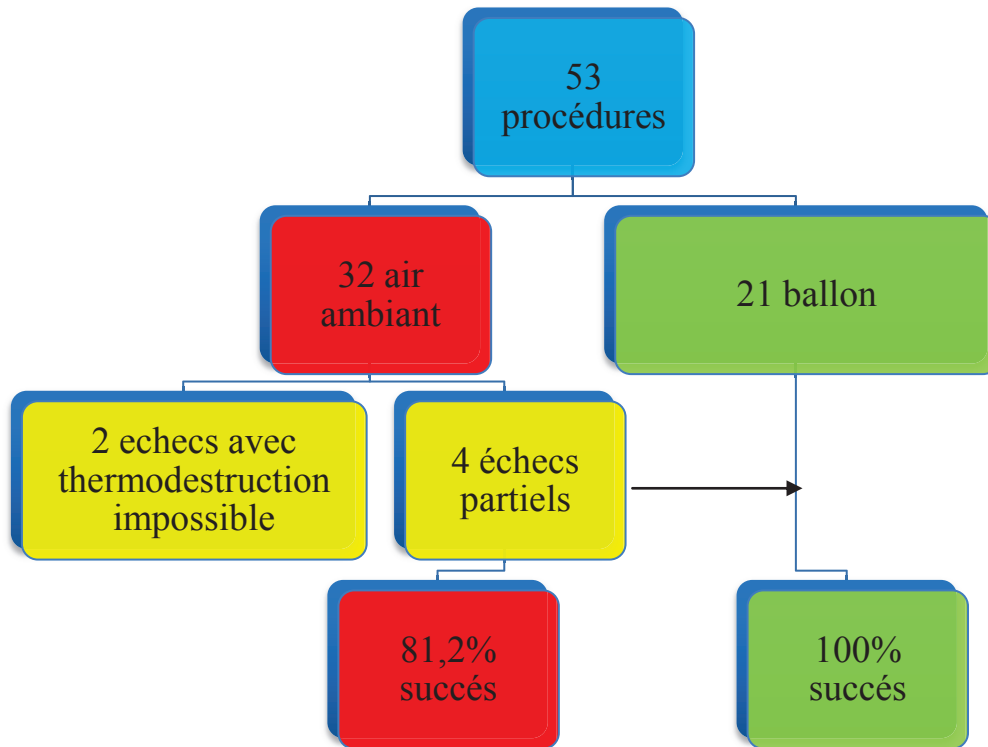 53
procédures
32 air
ambiant
21 ballon
2 echecs avec
thermodestruction
impossible
4 échecs
partiels
81,2%
succés
100%
succés